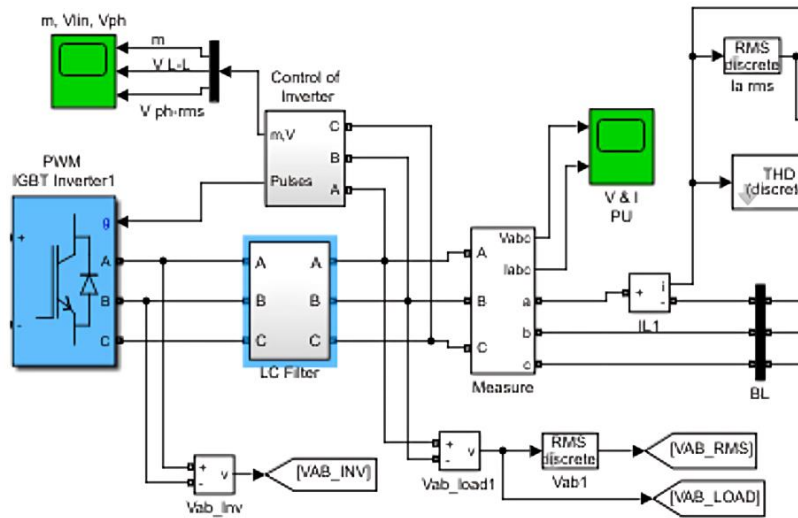 m, Vlin, Vph
m
V L-L
V ph-rms
Control of
Inverter
m,V
Pulses
C
B
A
RMS
discrete
Ia rms
THD
(discrete
V & I
PU
PWM
IGBT Inverter1
g
+
-
A
B
C
A
B
C
A
B
C
LC Filter
A
B
C
Vabc
Iabc
a
b
c
Measure
+
i
-
IL1
BL
+
-
v
Vab_Inv
[VAB_INV]
+
-
v
Vab_load1
RMS
discrete
Vab1
[VAB_RMS]
[VAB_LOAD]